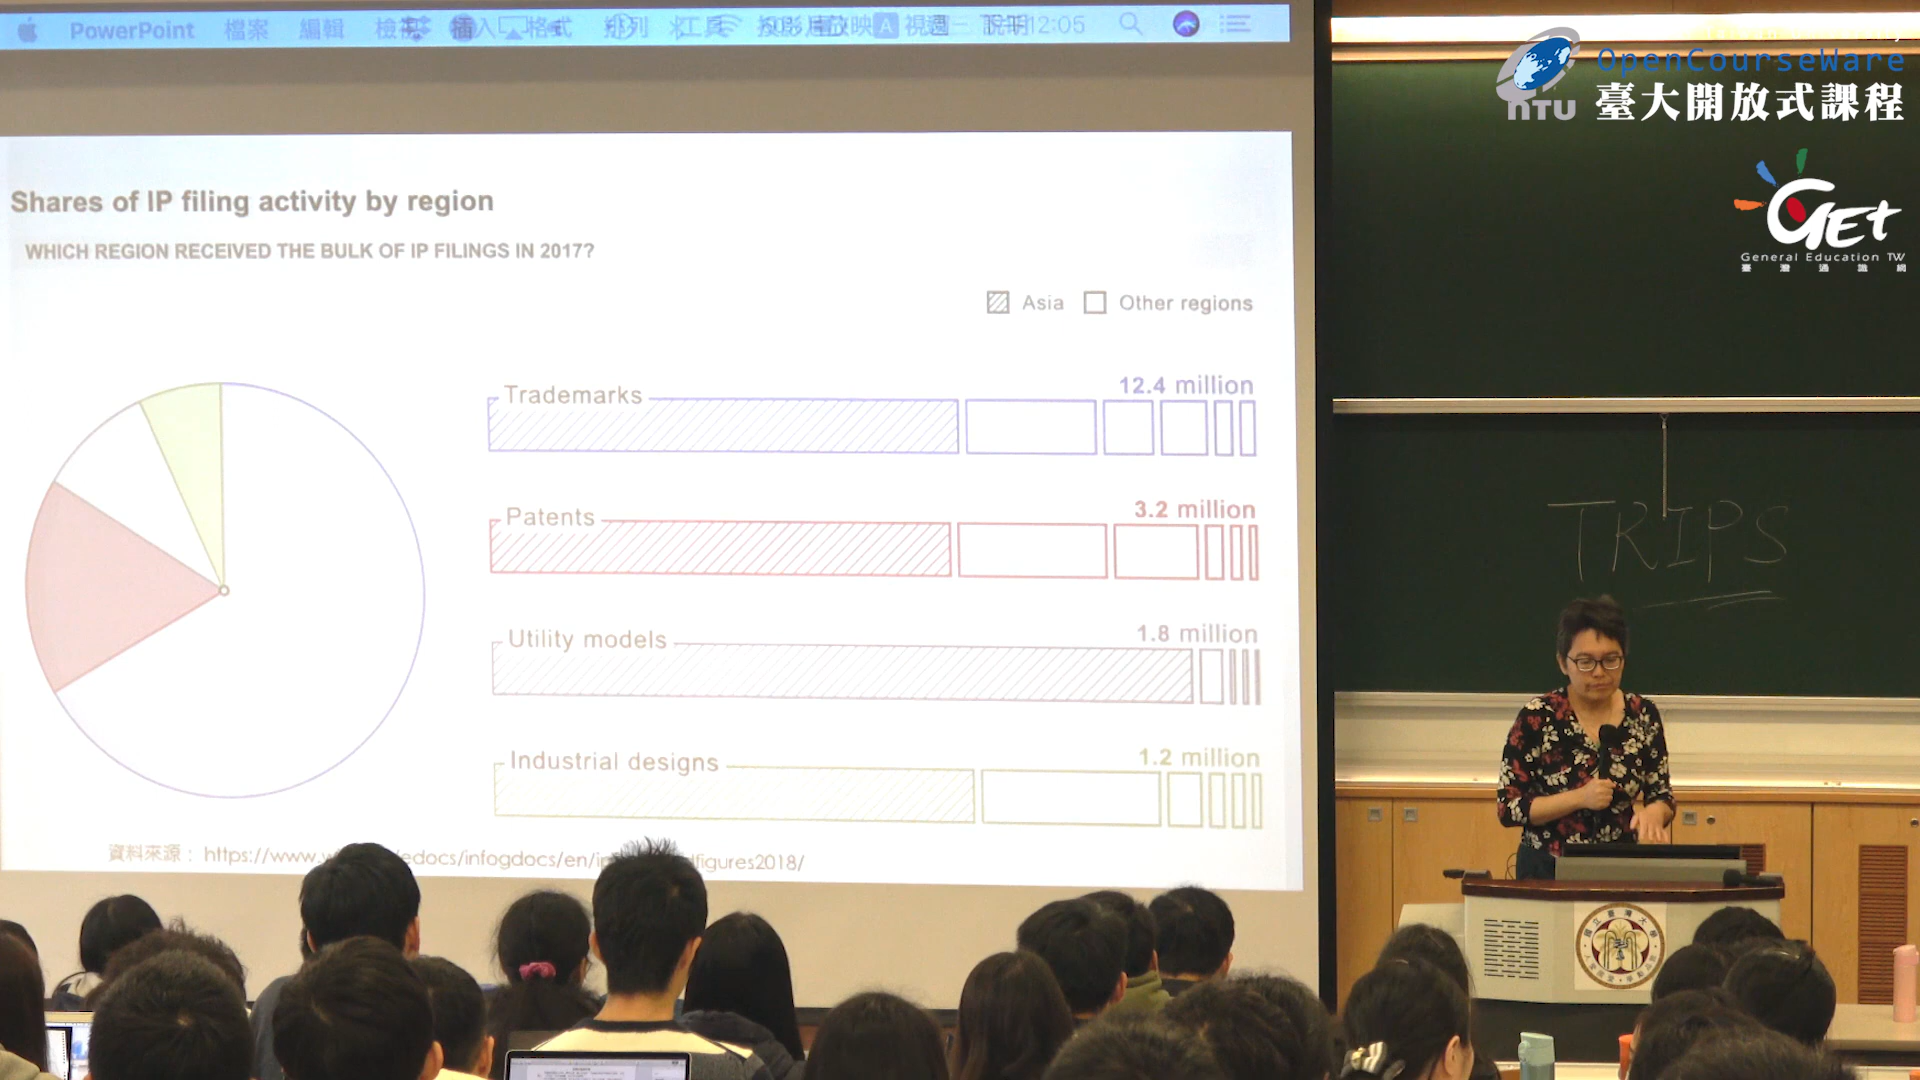 PowerPoint 檔案 編輯 檢視 插入 格式 排列 工具 投影片放映 視窗 說明 12:05
OpenCourseWare
NTU 臺大開放式課程
GET
General Education TW
臺灣通識網
Shares of IP filing activity by region
WHICH REGION RECEIVED THE BULK OF IP FILINGS IN 2017?
Asia Other regions
Trademarks 12.4 million
Patents 3.2 million
Utility models 1.8 million
Industrial designs 1.2 million
資料來源： https://www.w edocs/infogdocs/en/i dfigures2018/
TRIPS